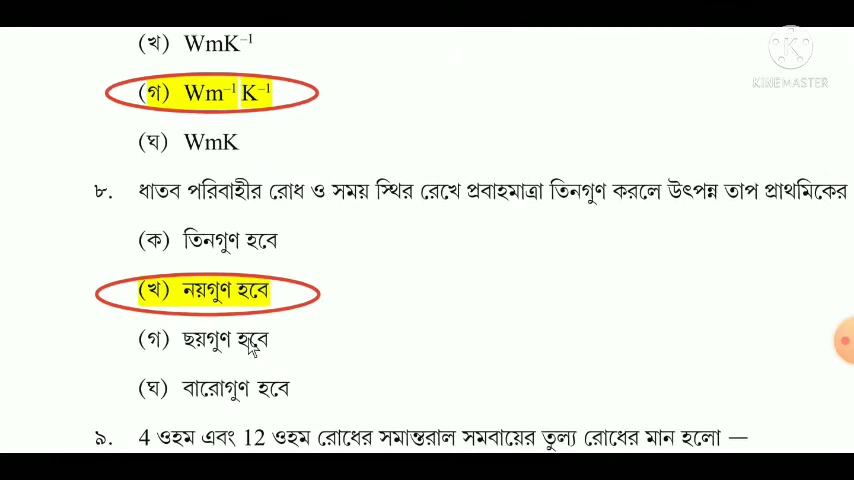 (খ) WmK⁻¹
KINEMASTER
(গ) Wm⁻¹ K⁻¹
(ঘ) WmK
৮. ধাতব পরিবাহীর রোধ ও সময় স্থির রেখে প্রবাহমাত্রা তিনগুণ করলে উৎপন্ন তাপ প্রাথমিকের
(ক) তিনগুণ হবে
(খ) নয়গুণ হবে
(গ) ছয়গুণ হবে
(ঘ) বারোগুণ হবে
৯. 4 ওহম এবং 12 ওহম রোধের সমান্তরাল সমবায়ের তুল্য রোধের মান হলো —